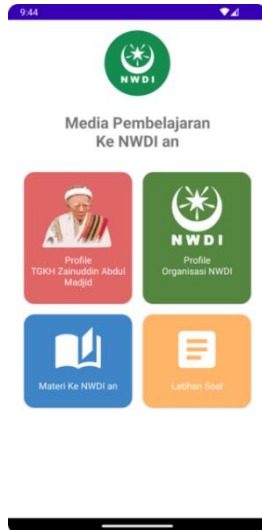 9:44
NWDI
Media Pembelajaran
Ke NWDI an
Profile
TGKH Zainuddin Abdul
Madjid
NWDI
Profile
Organisasi NWDI
Materi Ke NWDI an
Latihan Soal